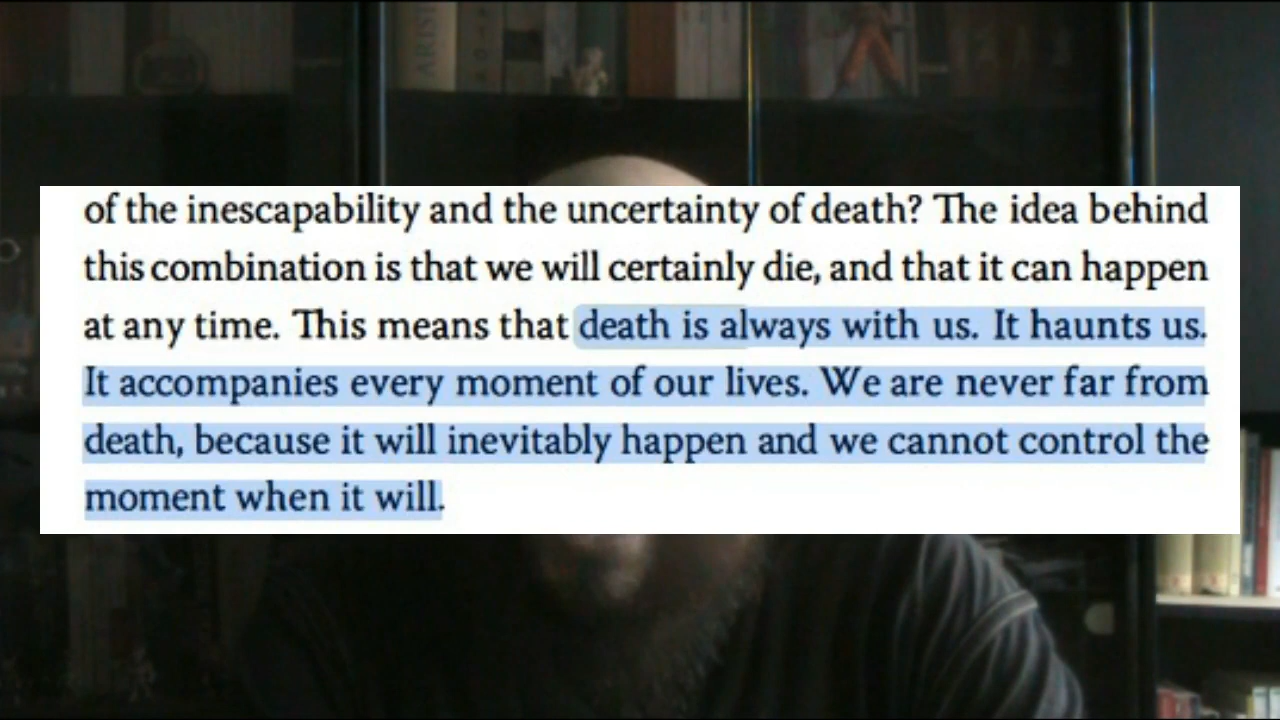 ARIST
of the inescapability and the uncertainty of death? The idea behind
this combination is that we will certainly die, and that it can happen
at any time. This means that death is always with us. It haunts us.
It accompanies every moment of our lives. We are never far from
death, because it will inevitably happen and we cannot control the
moment when it will.